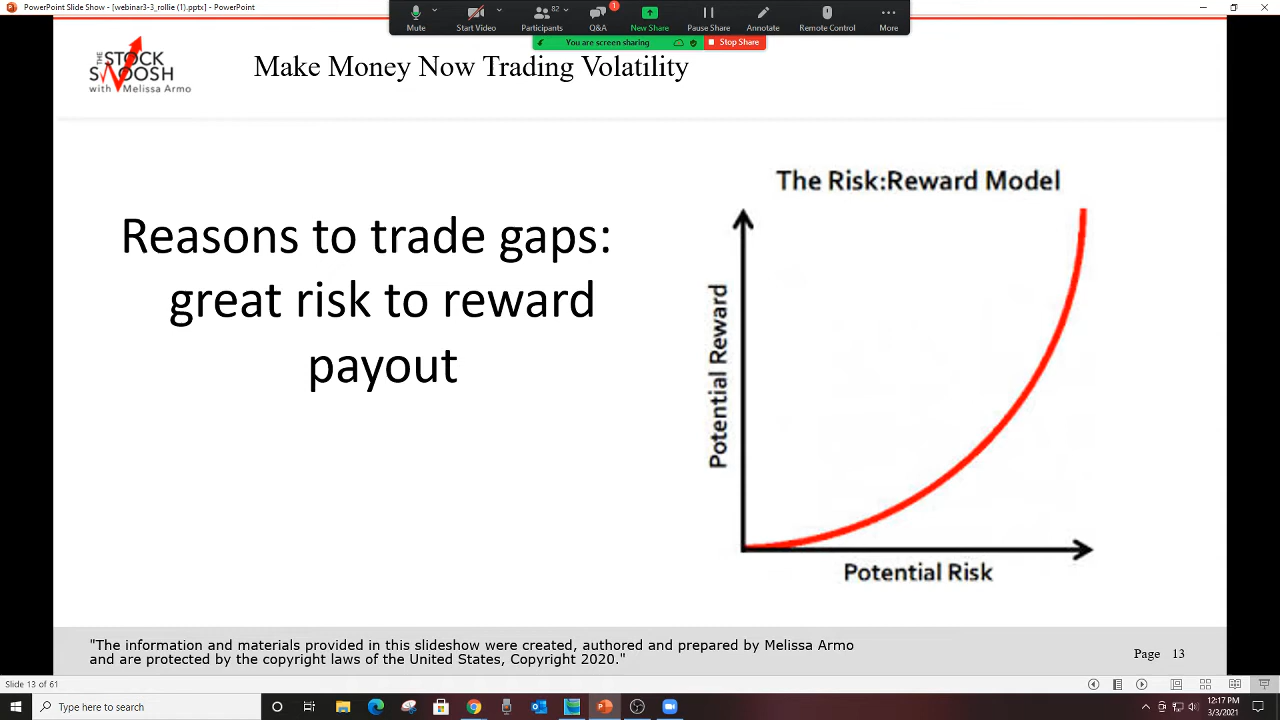 PowerPoint Slide Show - [webinar3-3_rollie (1).pptx] - PowerPoint
82
1
Mute
Start Video
Participants
Q&A
New Share
Pause Share
Annotate
Remote Control
More
You are screen sharing
Stop Share
THE STOCK
SWOOSH
with Melissa Armo
Make Money Now Trading Volatility
Reasons to trade gaps:
great risk to reward
payout
The Risk:Reward Model
Potential Reward
Potential Risk
"The information and materials provided in this slideshow were created, authored and prepared by Melissa Armo
and are protected by the copyright laws of the United States, Copyright 2020."
Page 13
Slide 13 of 61
Type here to search
12:17 PM
3/3/2021